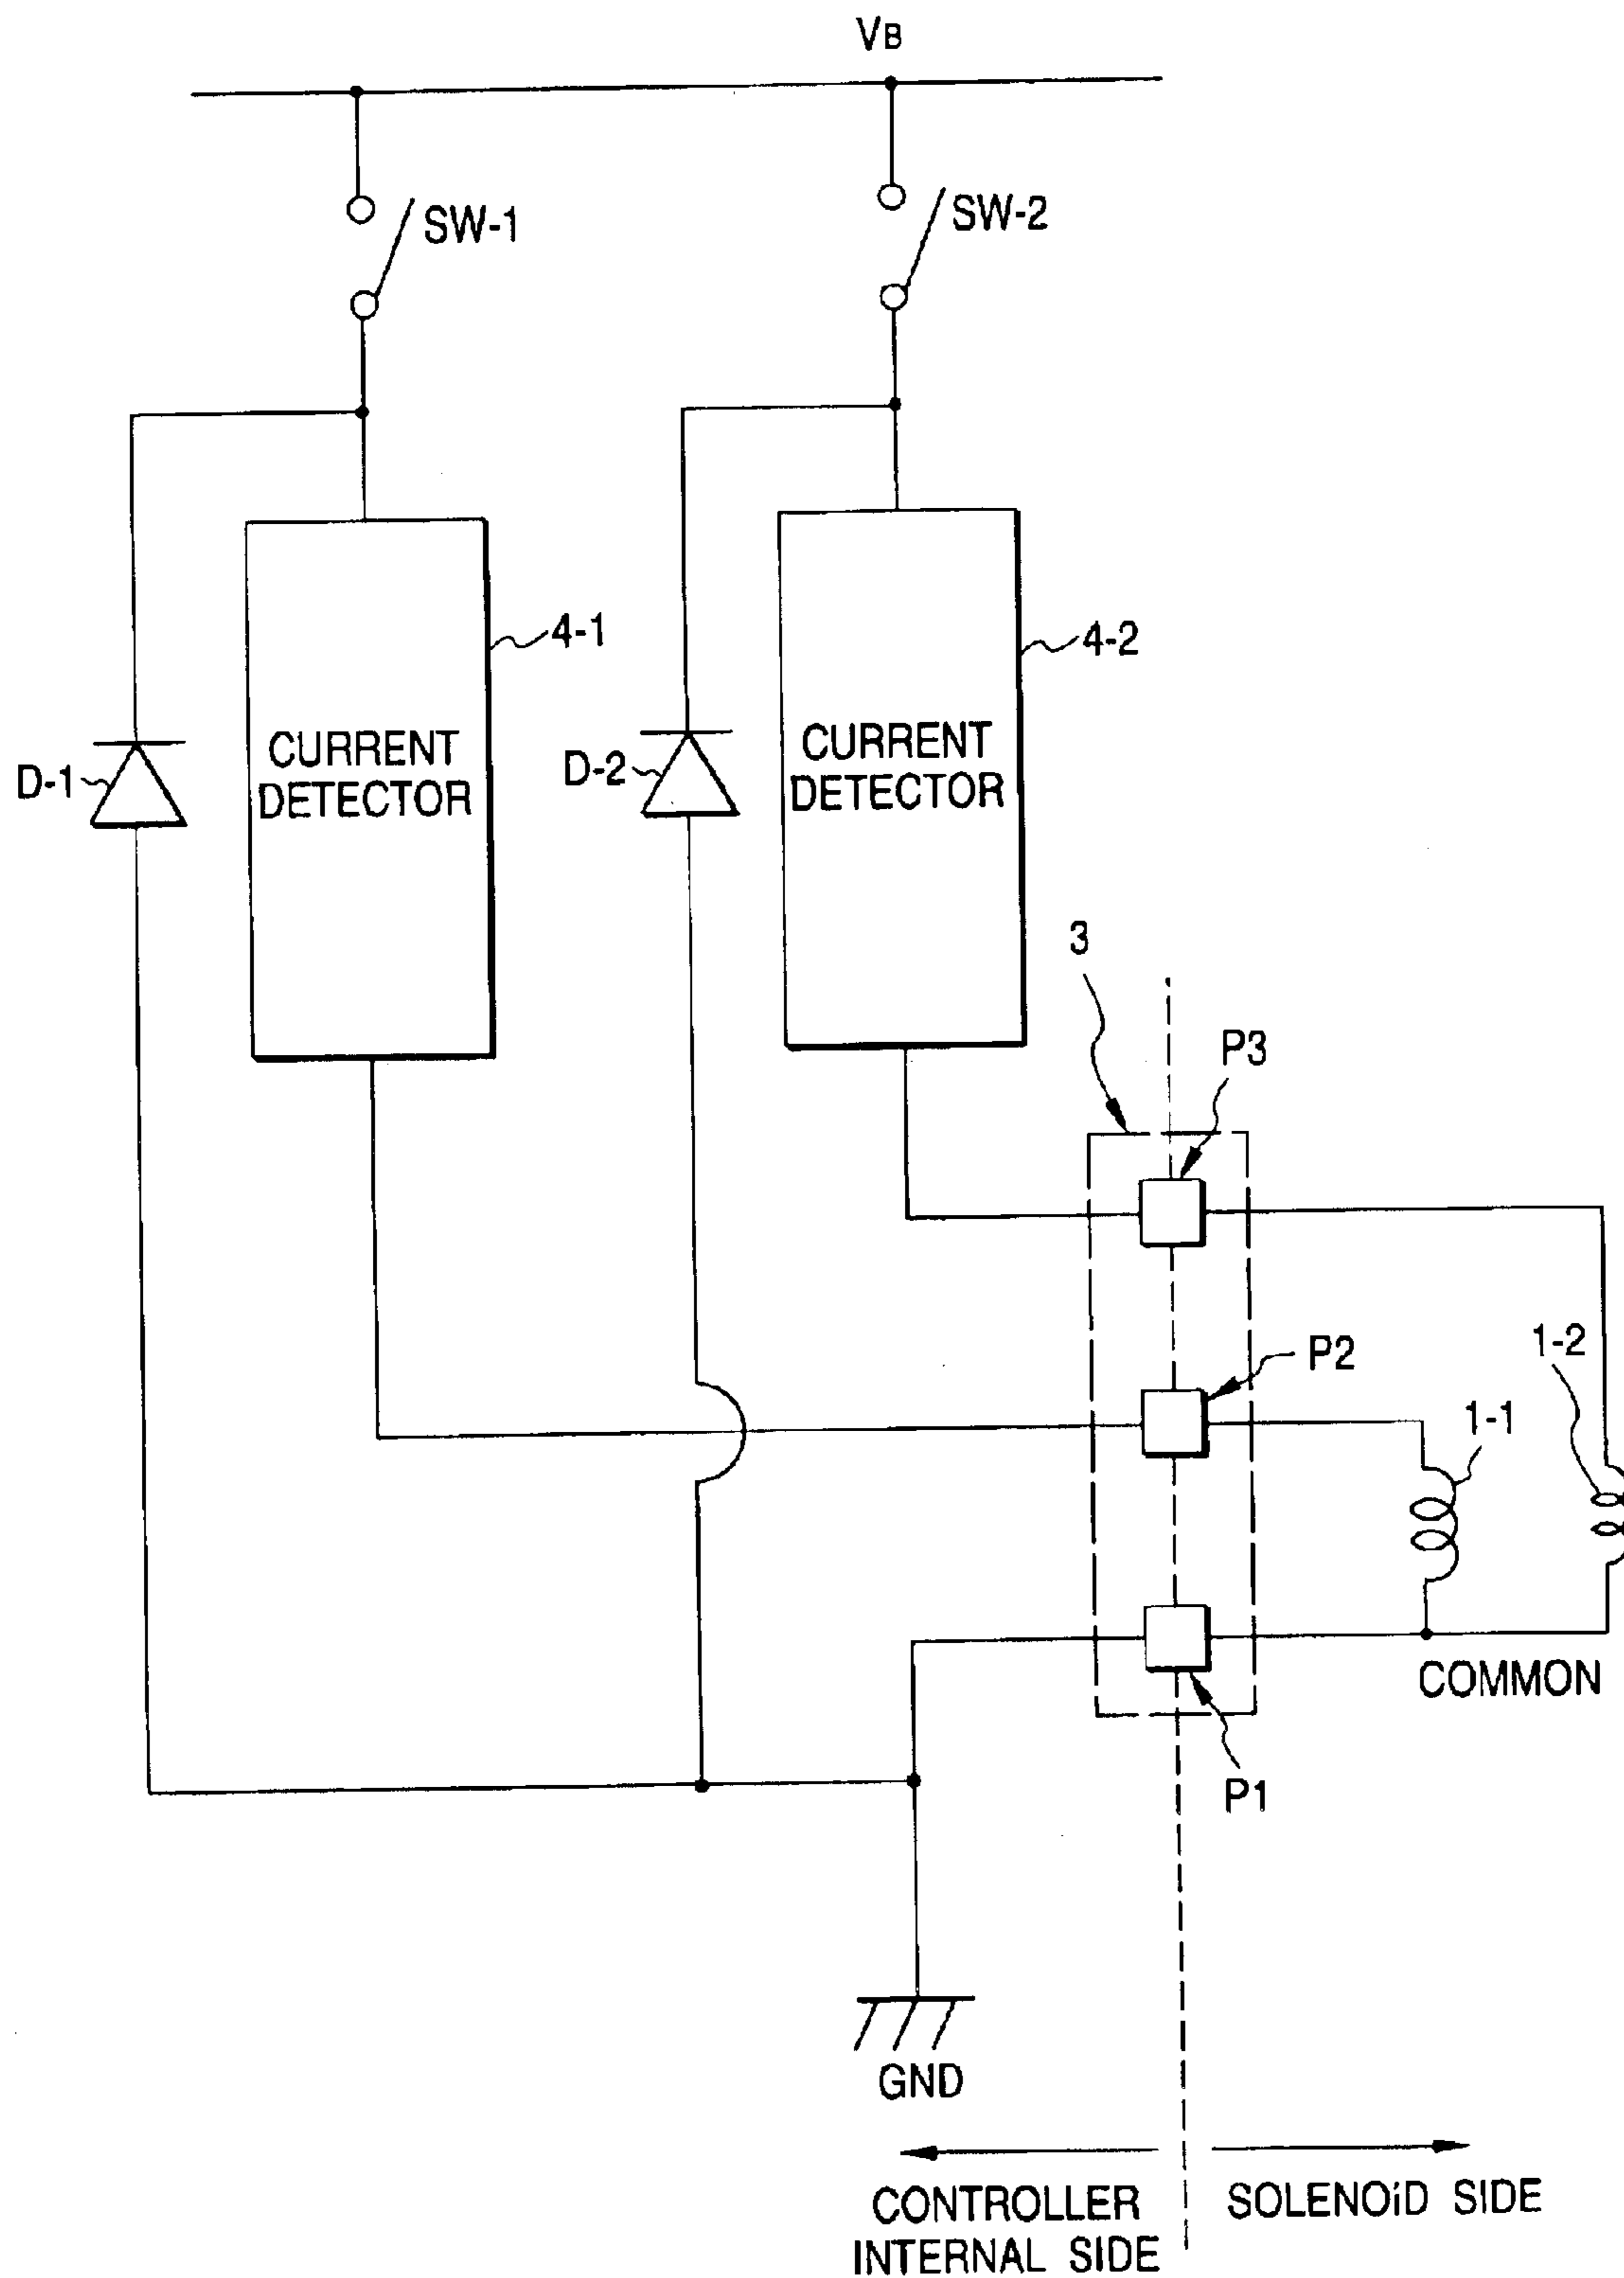 VB
SW-1
SW-2
4-1
4-2
D-1
CURRENT
DETECTOR
D-2
CURRENT
DETECTOR
3
P3
P2
1-2
1-1
COMMON
P1
GND
CONTROLLER
INTERNAL SIDE
SOLENOiD SIDE